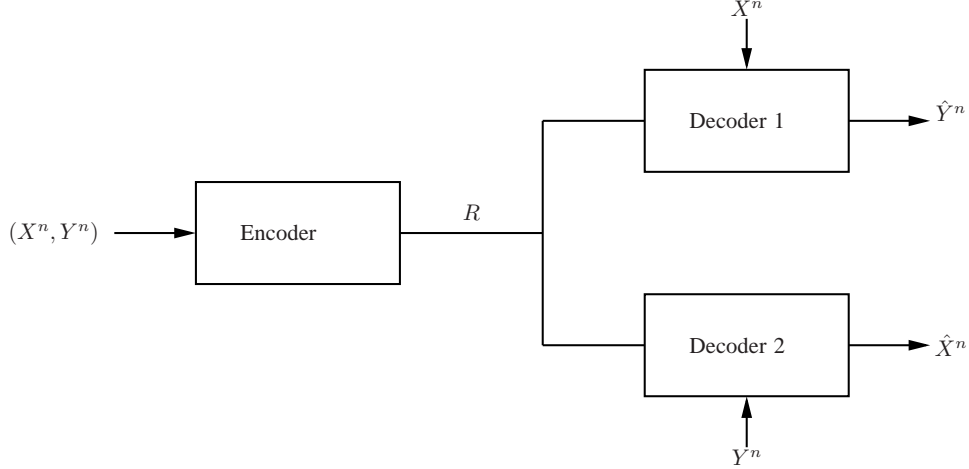 X^n
Decoder 1
Ŷ^n
(X^n, Y^n)
Encoder
R
Decoder 2
X̂^n
Y^n